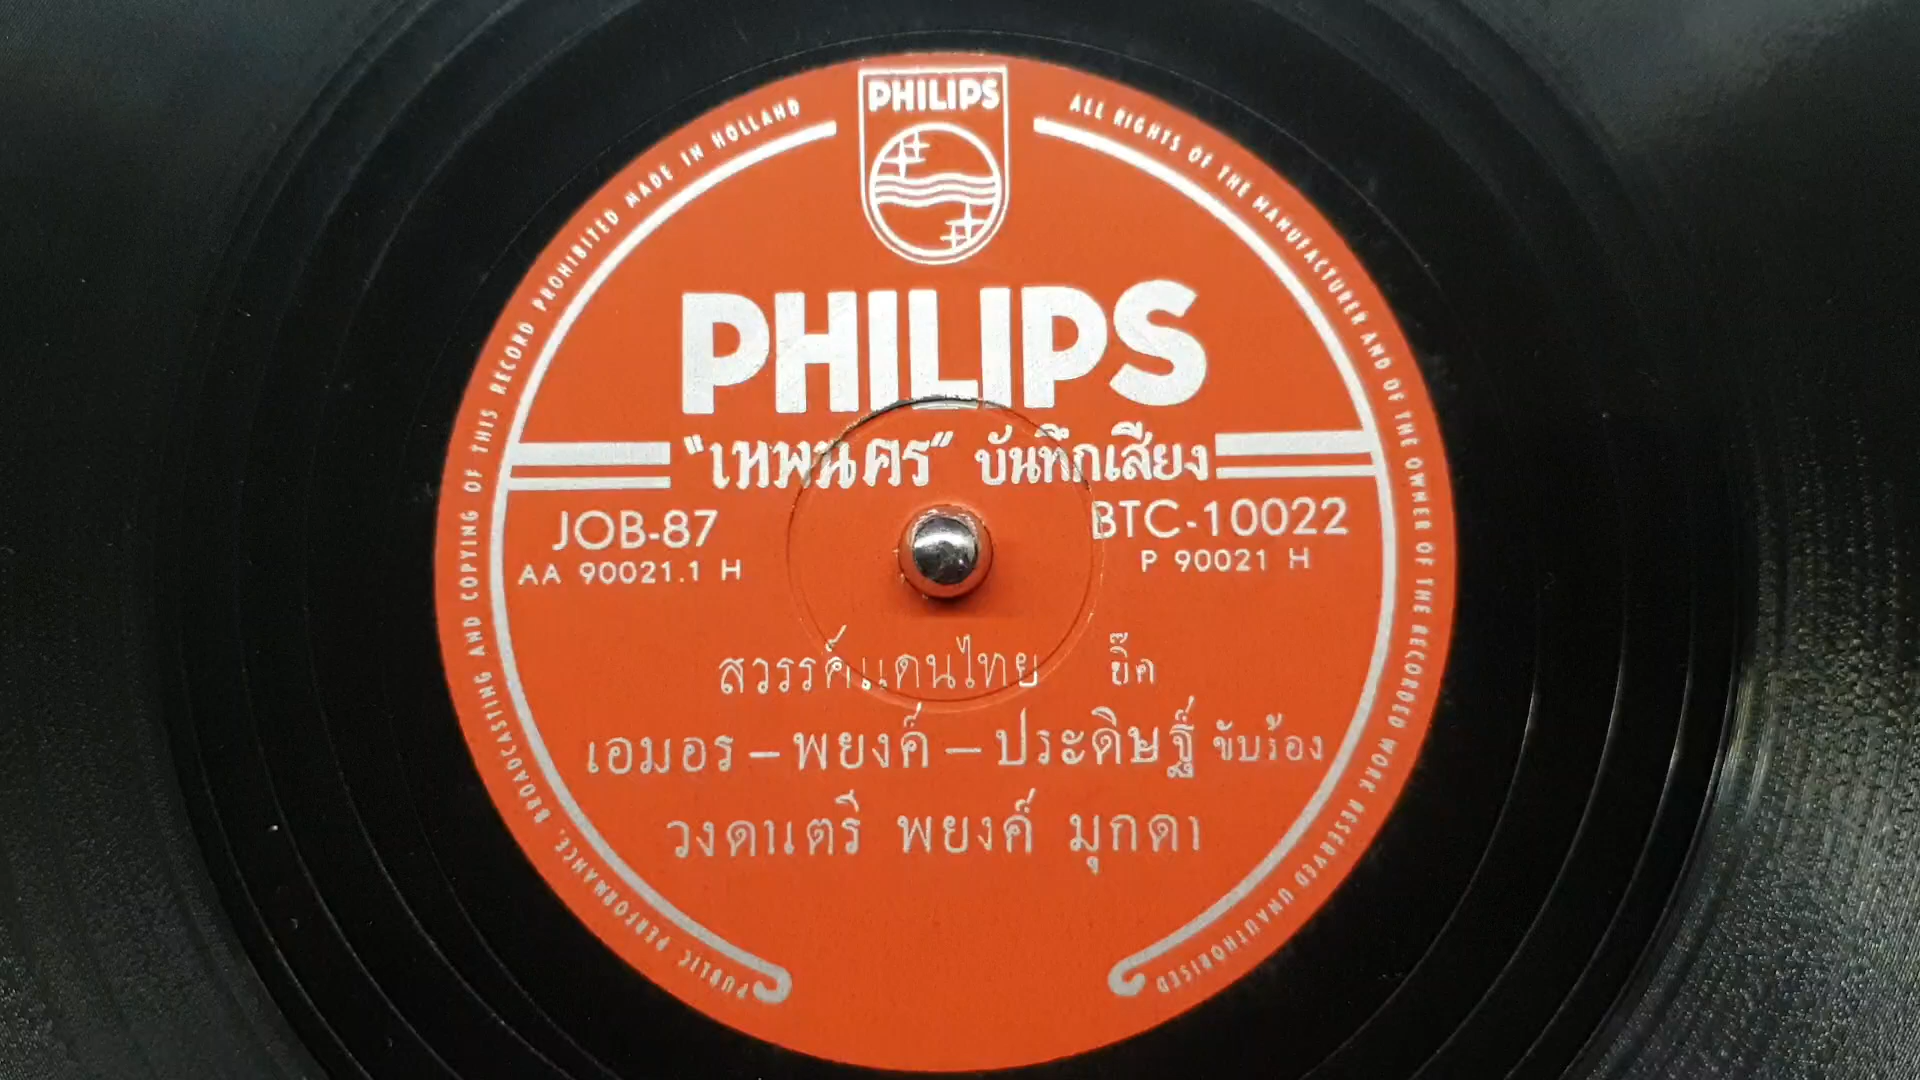 PHILIPS
PHILIPS
"เทพนคร" บันทึกเสียง
JOB-87
AA 90021.1 H
BTC-10022
P 90021 H
สวรรค์แดนไทย ยิ๊ค
เอมอร – พยงค์ – ประดิษฐ์ ขับร้อง
วงดนตรี พยงค์ มุกดา
ALL RIGHTS OF THE MANUFACTURER AND OF THE OWNER OF THE RECORDED WORK RESERVED UNAUTHORISED
PUBLIC PERFORMANCE, BROADCASTING AND COPYING OF THIS RECORD PROHIBITED MADE IN HOLLAND